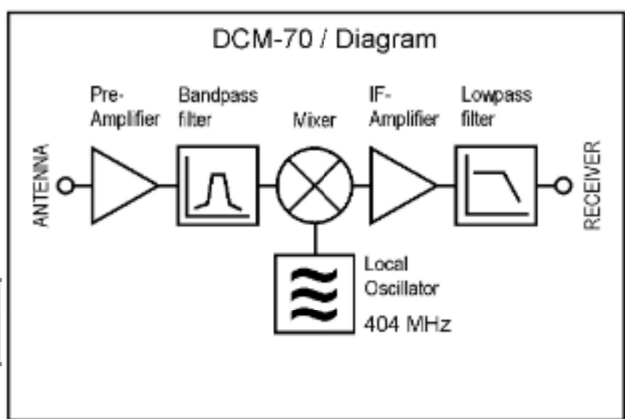 DCM-70 / Diagram
Pre-
Amplifier
Bandpass
filter
Mixer
IF-
Amplifier
Lowpass
filter
ANTENNA
RECEIVER
Local
Oscillator
404 MHz